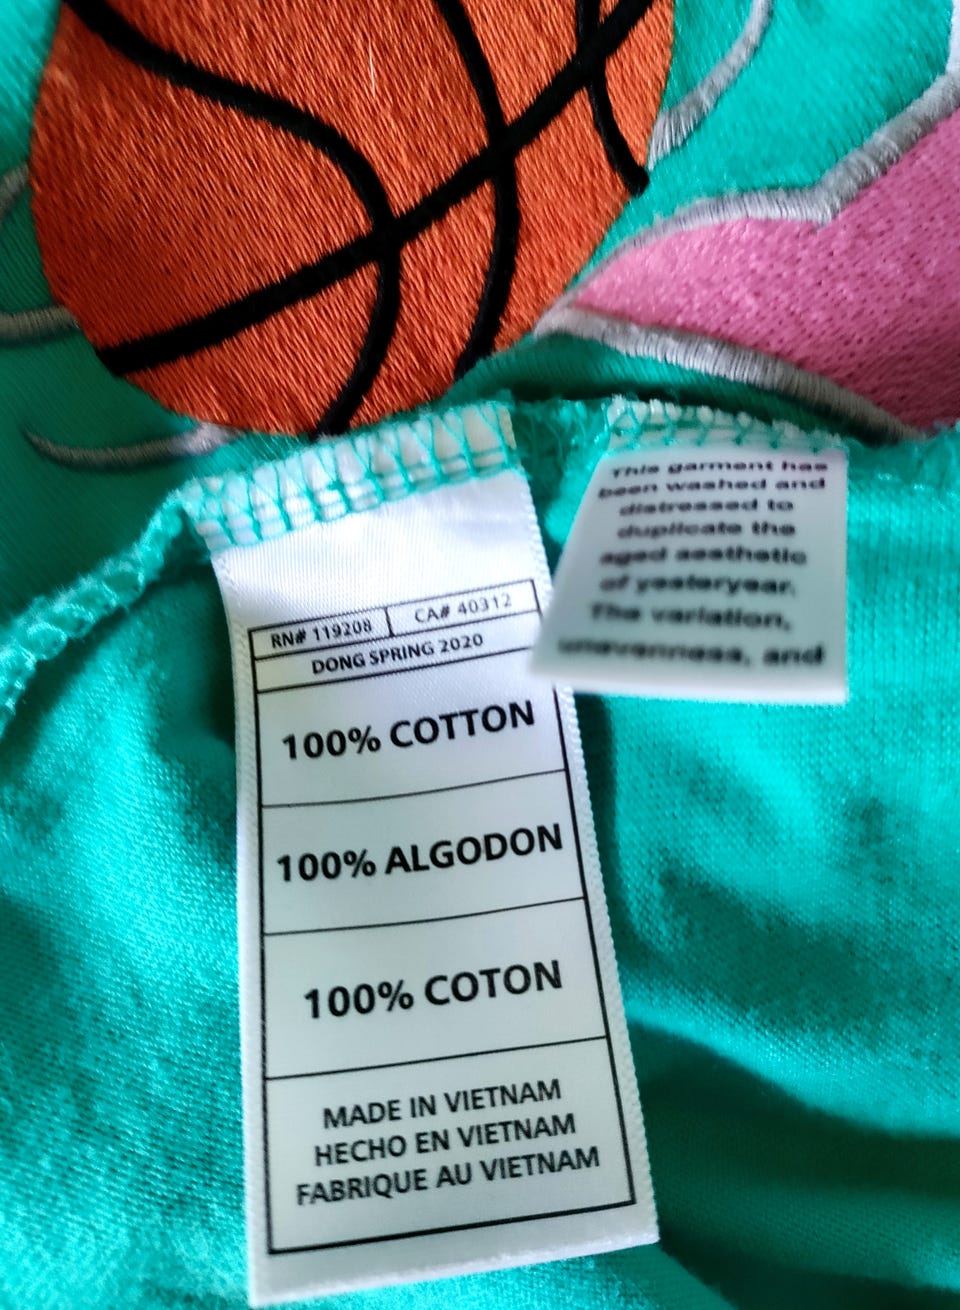 RN# 119208 CA# 40312
DONG SPRING 2020
100% COTTON
100% ALGODON
100% COTON
MADE IN VIETNAM
HECHO EN VIETNAM
FABRIQUE AU VIETNAM
This garment has
been washed and
distressed to
duplicate the
aged aesthetic
of yesteryear.
The variation,
unevenness, and